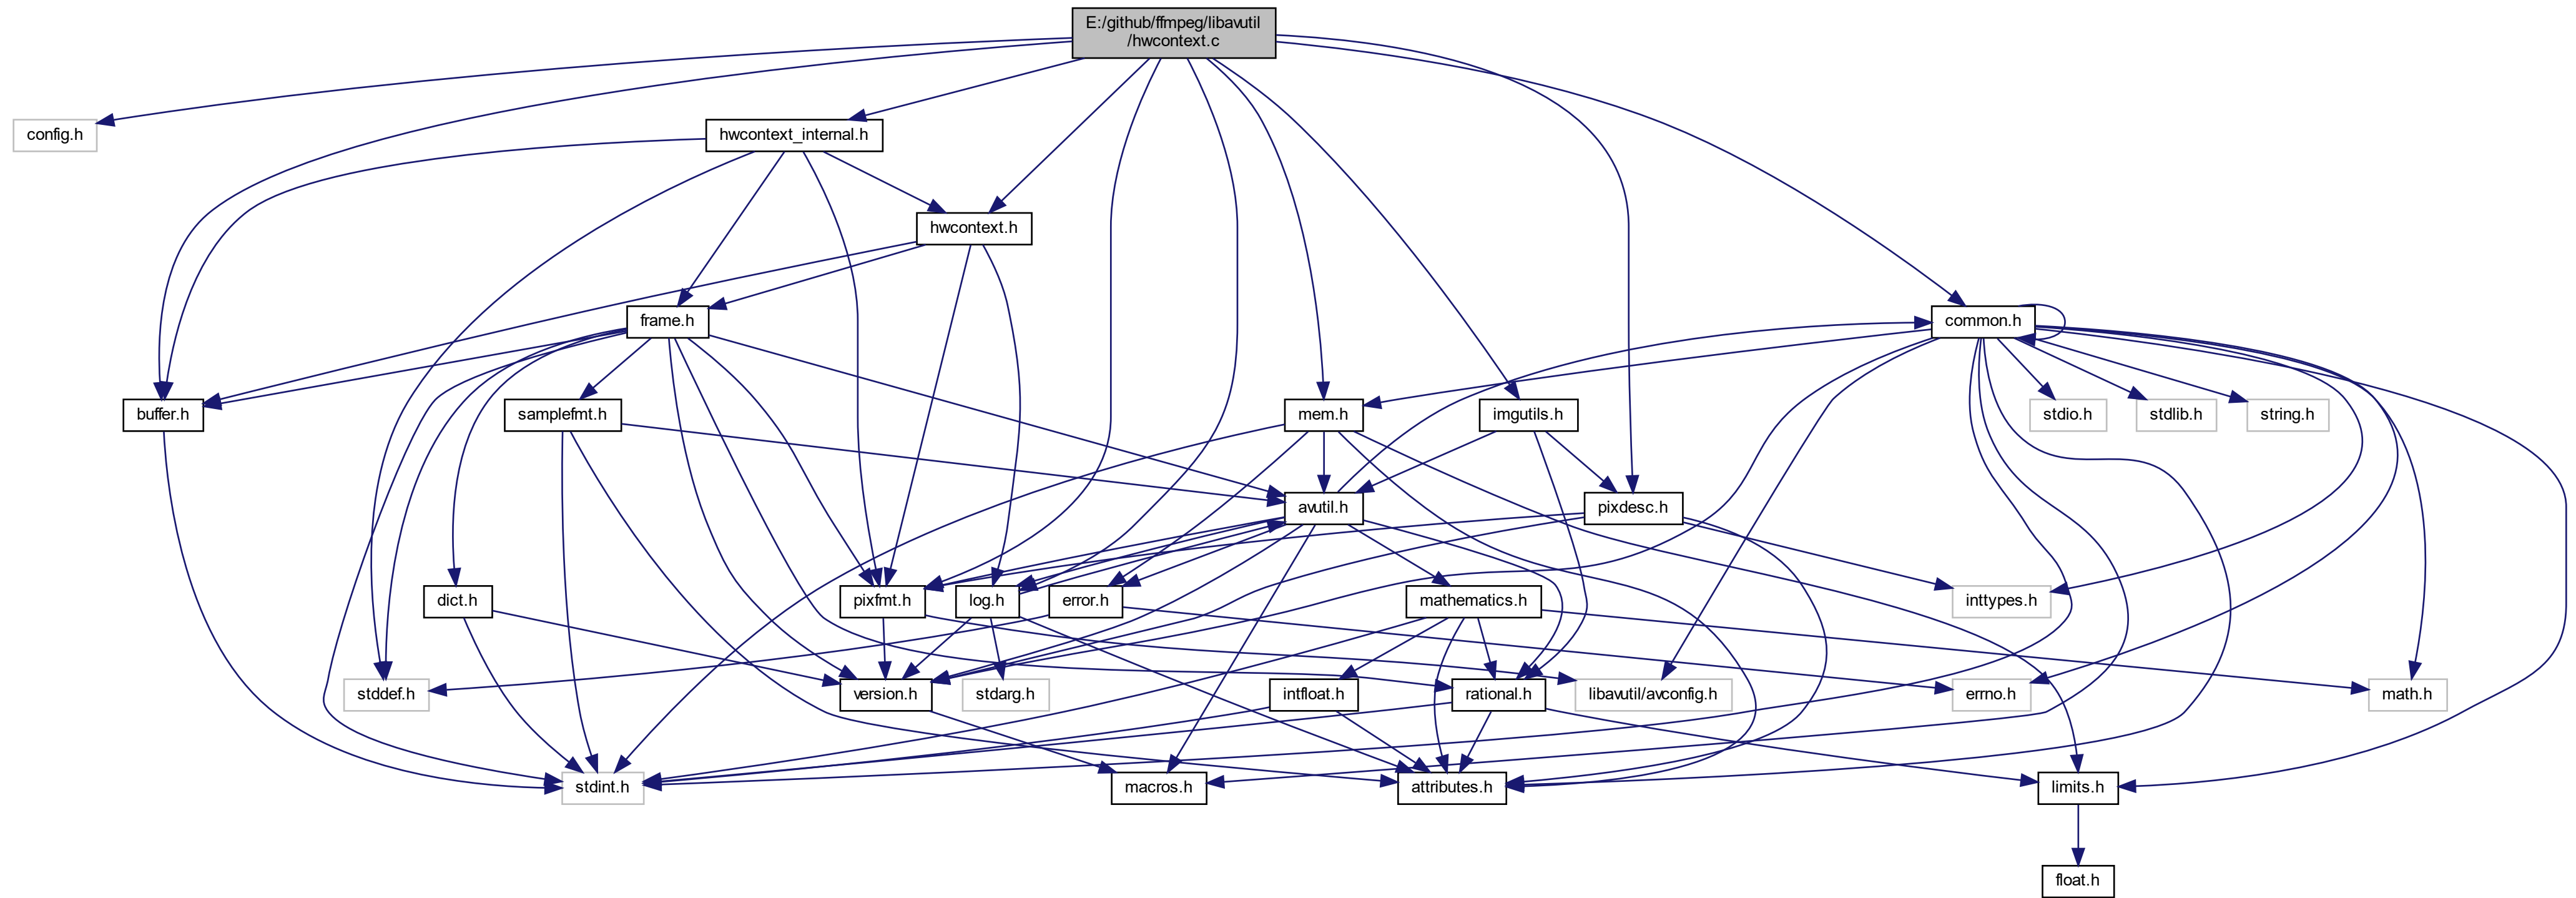 E:/github/ffmpeg/libavutil
/hwcontext.c
config.h
hwcontext_internal.h
hwcontext.h
frame.h
common.h
buffer.h
samplefmt.h
mem.h
imgutils.h
stdio.h
stdlib.h
string.h
avutil.h
pixdesc.h
dict.h
pixfmt.h
log.h
error.h
mathematics.h
inttypes.h
stddef.h
version.h
stdarg.h
intfloat.h
rational.h
libavutil/avconfig.h
errno.h
math.h
stdint.h
macros.h
attributes.h
limits.h
float.h